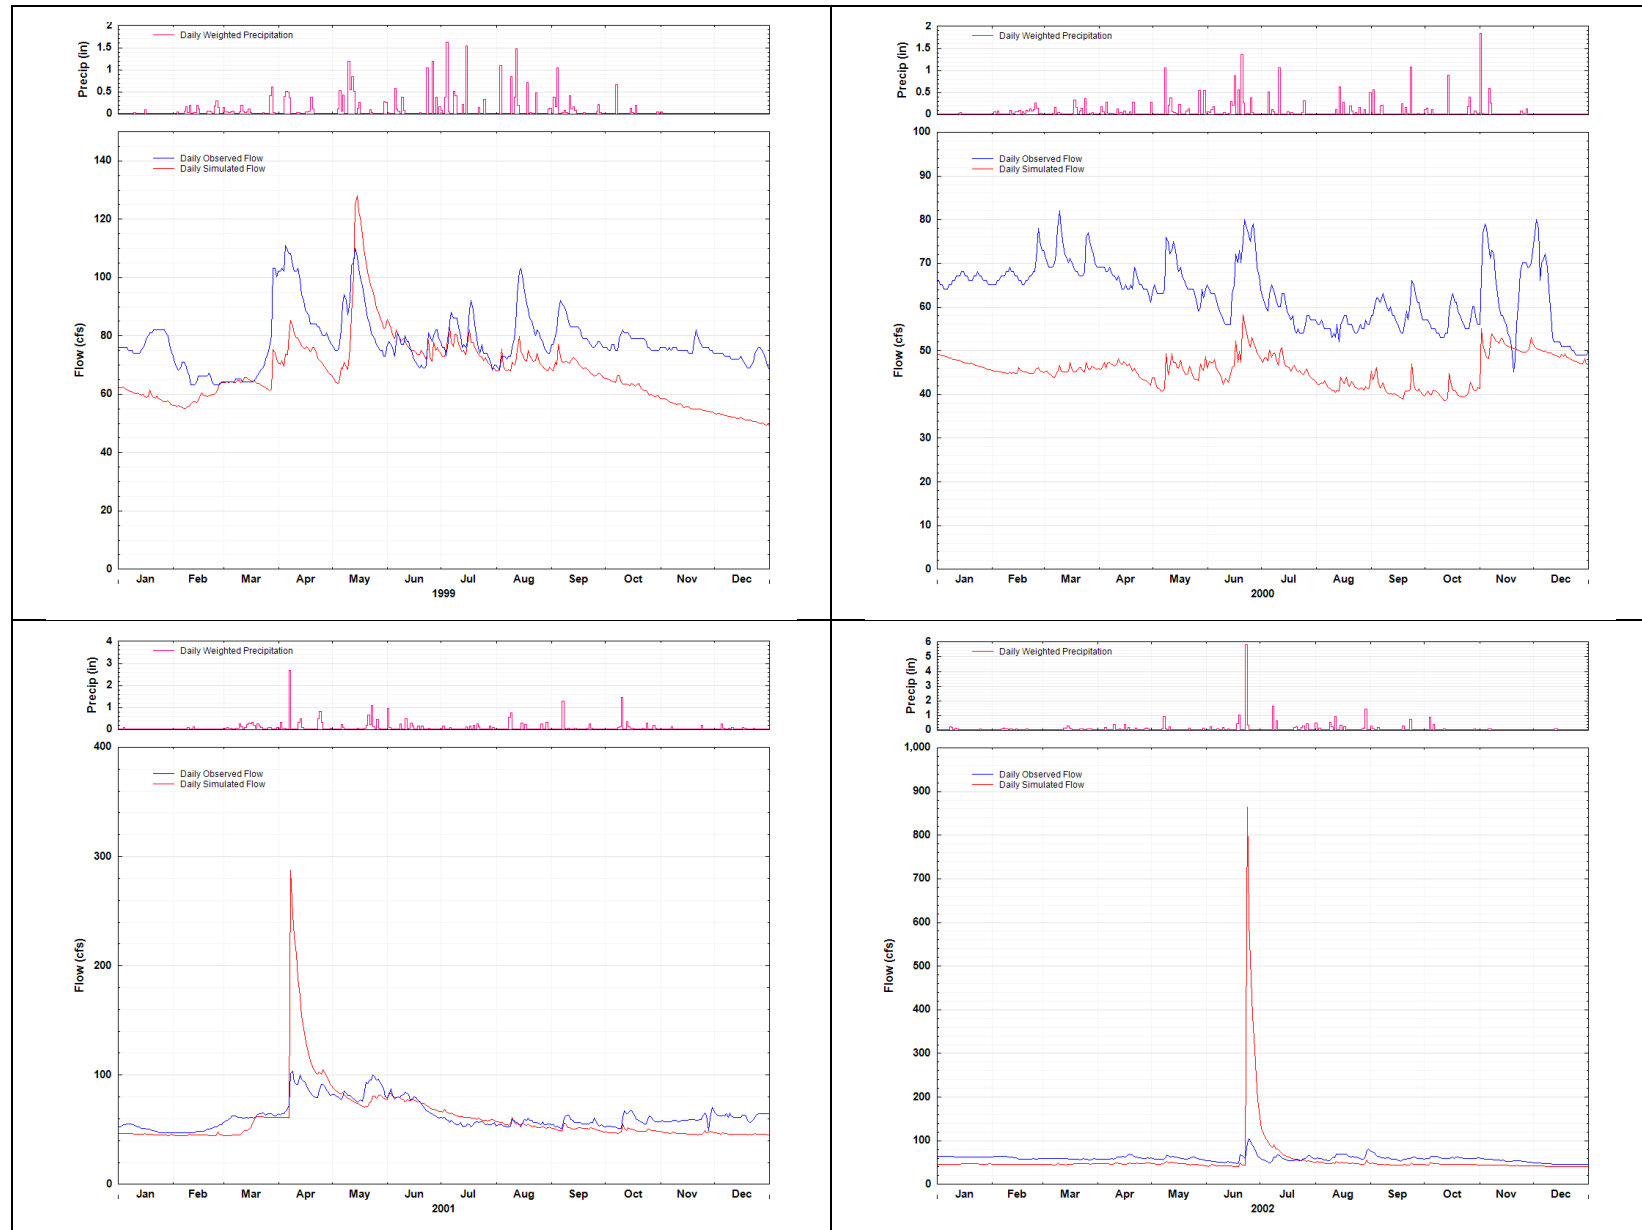 2
1.5
1
0.5
0
Precip (in)
Daily Weighted Precipitation
140
120
100
80
60
40
20
0
Flow (cfs)
Daily Observed Flow
Daily Simulated Flow
Jan Feb Mar Apr May Jun Jul Aug Sep Oct Nov Dec
1999
2
1.5
1
0.5
0
Precip (in)
Daily Weighted Precipitation
100
90
80
70
60
50
40
30
20
10
0
Flow (cfs)
Daily Observed Flow
Daily Simulated Flow
Jan Feb Mar Apr May Jun Jul Aug Sep Oct Nov Dec
2000
4
3
2
1
0
Precip (in)
Daily Weighted Precipitation
400
300
200
100
0
Flow (cfs)
Daily Observed Flow
Daily Simulated Flow
Jan Feb Mar Apr May Jun Jul Aug Sep Oct Nov Dec
2001
6
5
4
3
2
1
0
Precip (in)
Daily Weighted Precipitation
1,000
900
800
700
600
500
400
300
200
100
0
Flow (cfs)
Daily Observed Flow
Daily Simulated Flow
Jan Feb Mar Apr May Jun Jul Aug Sep Oct Nov Dec
2002